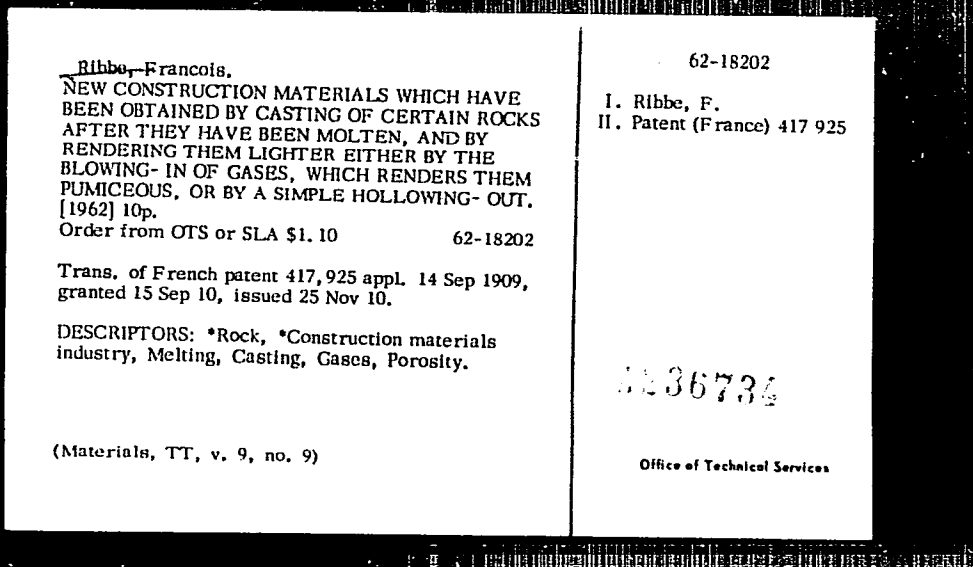 Ribbe, Francois.
NEW CONSTRUCTION MATERIALS WHICH HAVE
BEEN OBTAINED BY CASTING OF CERTAIN ROCKS
AFTER THEY HAVE BEEN MOLTEN, AND BY
RENDERING THEM LIGHTER EITHER BY THE
BLOWING- IN OF GASES, WHICH RENDERS THEM
PUMICEOUS, OR BY A SIMPLE HOLLOWING- OUT.
[1962] 10p.
Order from OTS or SLA $1.10 62-18202
Trans. of French patent 417,925 appl. 14 Sep 1909,
granted 15 Sep 10, issued 25 Nov 10.
DESCRIPTORS: *Rock, *Construction materials
industry, Melting, Casting, Gases, Porosity.
(Materials, TT, v. 9, no. 9)
62-18202
I. Ribbe, F.
II. Patent (France) 417 925
Office of Technical Services